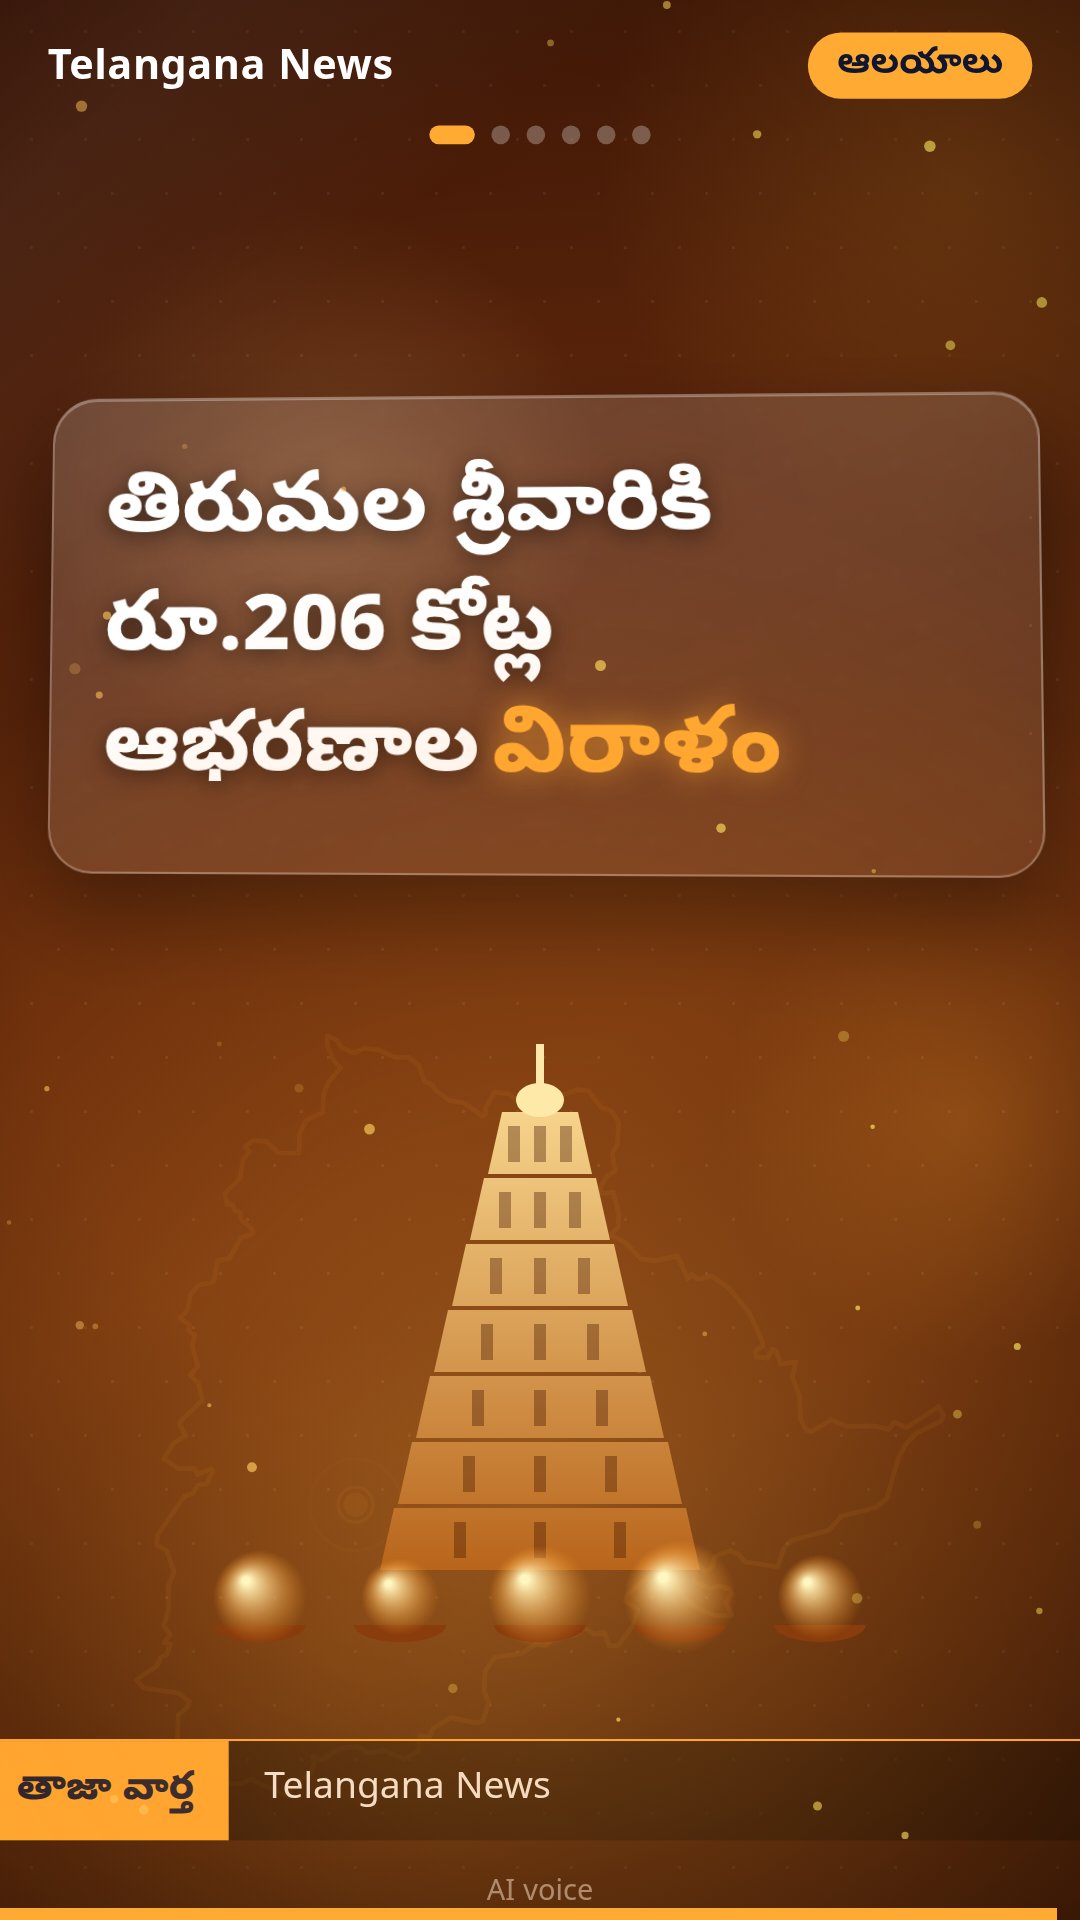 Telangana News
ఆలయాలు
తిరుమల శ్రీవారికి
రూ.206 కోట్ల
ఆభరణాల విరాళం
తాజా వార్త
Telangana News
AI voice